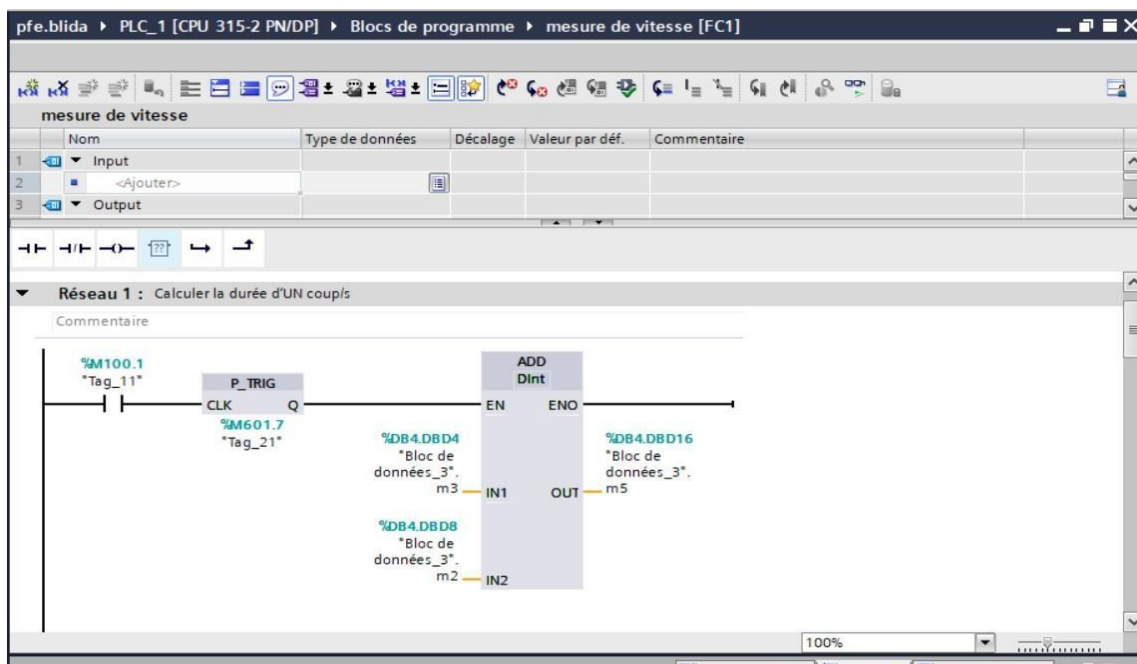 pfe.blida ▸ PLC_1 [CPU 315-2 PN/DP] ▸ Blocs de programme ▸ mesure de vitesse [FC1]
mesure de vitesse
Nom Type de données Décalage Valeur par déf. Commentaire
1 Input
2 <Ajouter>
3 Output
??
Réseau 1 : Calculer la durée d'UN coup/s
Commentaire
%M100.1
"Tag_11"
P_TRIG
CLK Q
%M601.7
"Tag_21"
ADD
DInt
EN ENO
%DB4.DBD4
"Bloc de
données_3".
m3
IN1
%DB4.DBD16
"Bloc de
données_3".
m5
OUT
%DB4.DBD8
"Bloc de
données_3".
m2
IN2
100%